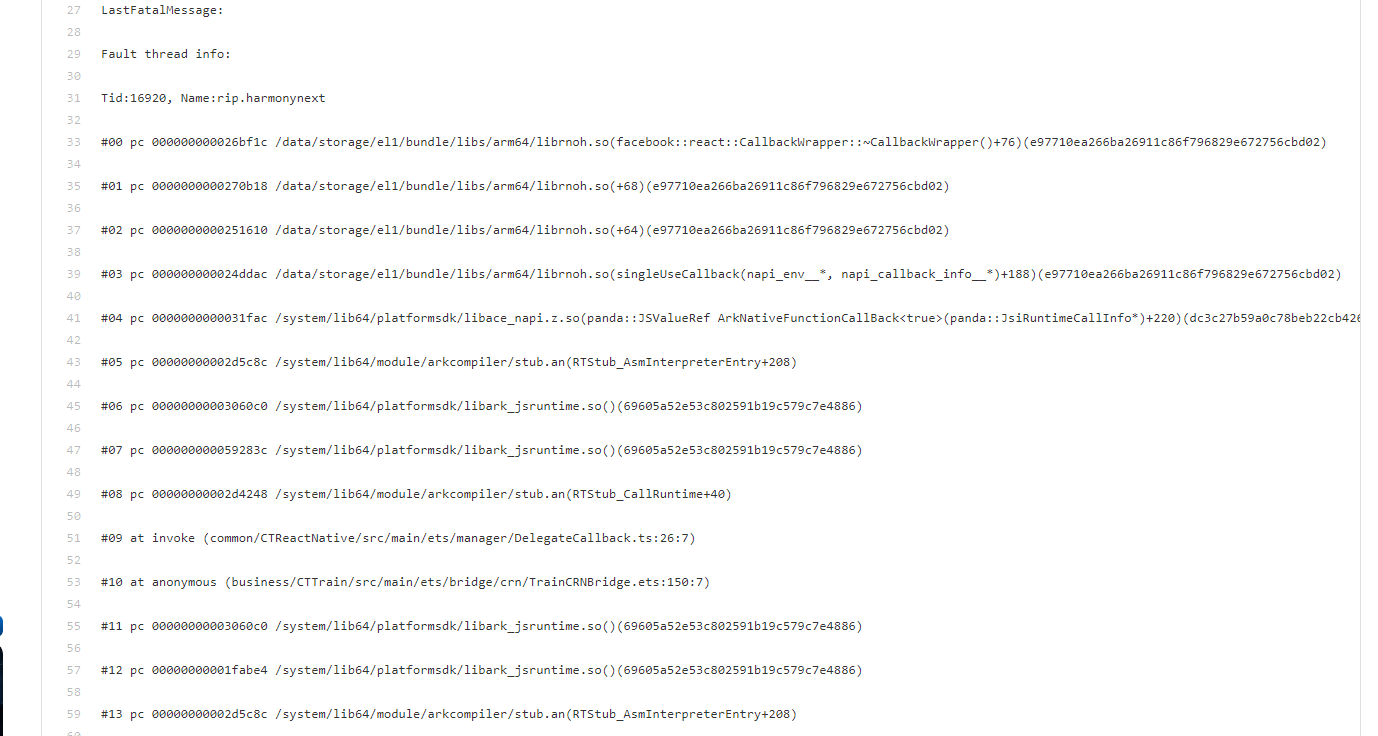 27 LastFatalMessage:
28
29 Fault thread info:
30
31 Tid:16920, Name:rip.harmonynext
32
33 #00 pc 000000000026bf1c /data/storage/el1/bundle/libs/arm64/librnoh.so(facebook::react::CallbackWrapper::~CallbackWrapper()+76)(e97710ea266ba26911c86f796829e672756cbd02)
34
35 #01 pc 0000000000270b18 /data/storage/el1/bundle/libs/arm64/librnoh.so(+68)(e97710ea266ba26911c86f796829e672756cbd02)
36
37 #02 pc 0000000000251610 /data/storage/el1/bundle/libs/arm64/librnoh.so(+64)(e97710ea266ba26911c86f796829e672756cbd02)
38
39 #03 pc 000000000024ddac /data/storage/el1/bundle/libs/arm64/librnoh.so(singleUseCallback(napi_env__*, napi_callback_info__*)+188)(e97710ea266ba26911c86f796829e672756cbd02)
40
41 #04 pc 0000000000031fac /system/lib64/platformsdk/libace_napi.z.so(panda::JSValueRef ArkNativeFunctionCallBack<true>(panda::JsiRuntimeCallInfo*)+220)(dc3c27b59a0c78beb22cb426
42
43 #05 pc 00000000002d5c8c /system/lib64/module/arkcompiler/stub.an(RTStub_AsmInterpreterEntry+208)
44
45 #06 pc 00000000003060c0 /system/lib64/platformsdk/libark_jsruntime.so()(69605a52e53c802591b19c579c7e4886)
46
47 #07 pc 000000000059283c /system/lib64/platformsdk/libark_jsruntime.so()(69605a52e53c802591b19c579c7e4886)
48
49 #08 pc 00000000002d4248 /system/lib64/module/arkcompiler/stub.an(RTStub_CallRuntime+40)
50
51 #09 at invoke (common/CTReactNative/src/main/ets/manager/DelegateCallback.ts:26:7)
52
53 #10 at anonymous (business/CTTrain/src/main/ets/bridge/crn/TrainCRNBridge.ets:150:7)
54
55 #11 pc 00000000003060c0 /system/lib64/platformsdk/libark_jsruntime.so()(69605a52e53c802591b19c579c7e4886)
56
57 #12 pc 00000000001fabe4 /system/lib64/platformsdk/libark_jsruntime.so()(69605a52e53c802591b19c579c7e4886)
58
59 #13 pc 00000000002d5c8c /system/lib64/module/arkcompiler/stub.an(RTStub_AsmInterpreterEntry+208)
60